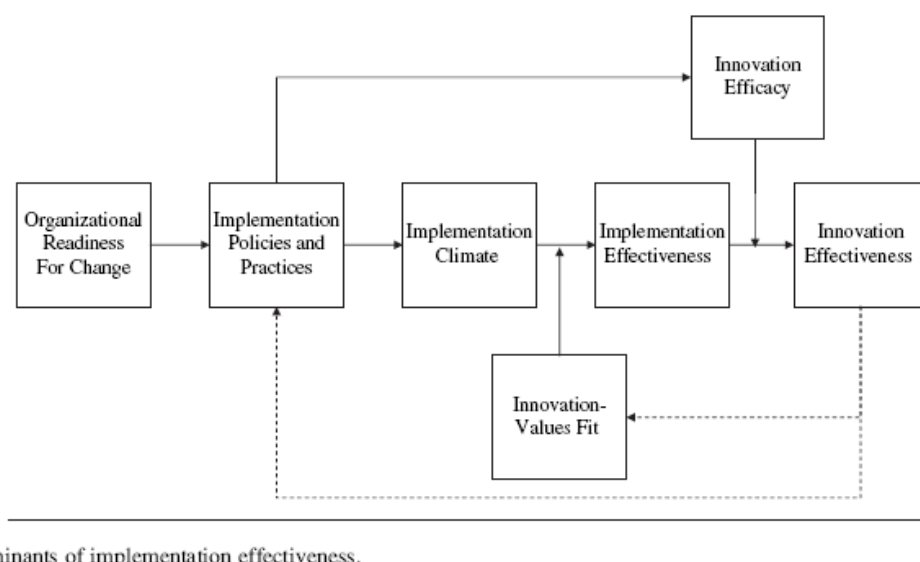 Innovation
Efficacy
Organizational
Readiness
For Change
Implementation
Policies and
Practices
Implementation
Climate
Implementation
Effectiveness
Innovation
Effectiveness
Innovation-
Values Fit
of implementation effectiveness.